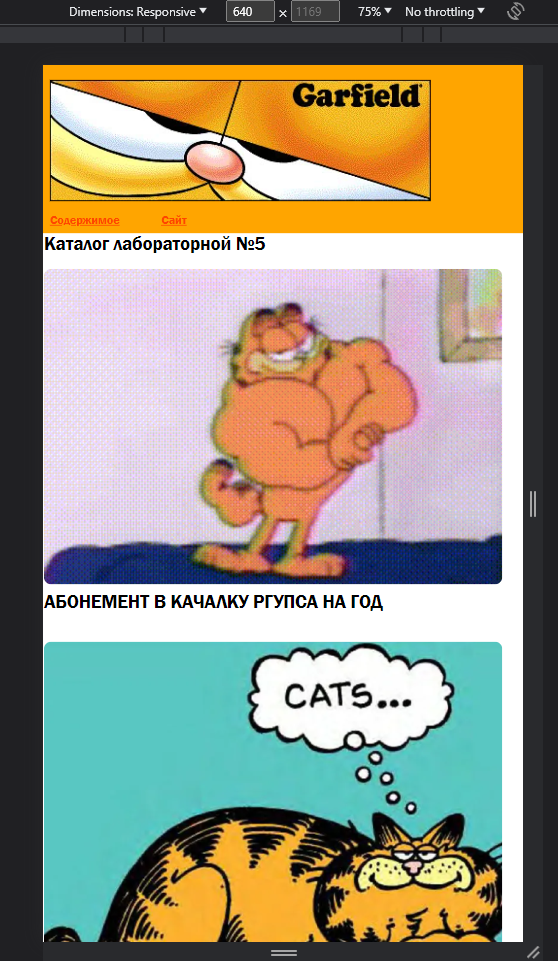 Dimensions: Responsive
640 × 1169
75%
No throttling
Garfield
Содержимое Сайт
Каталог лабораторной №5
АБОНЕМЕНТ В КАЧАЛКУ РГУПСА НА ГОД
CATS...